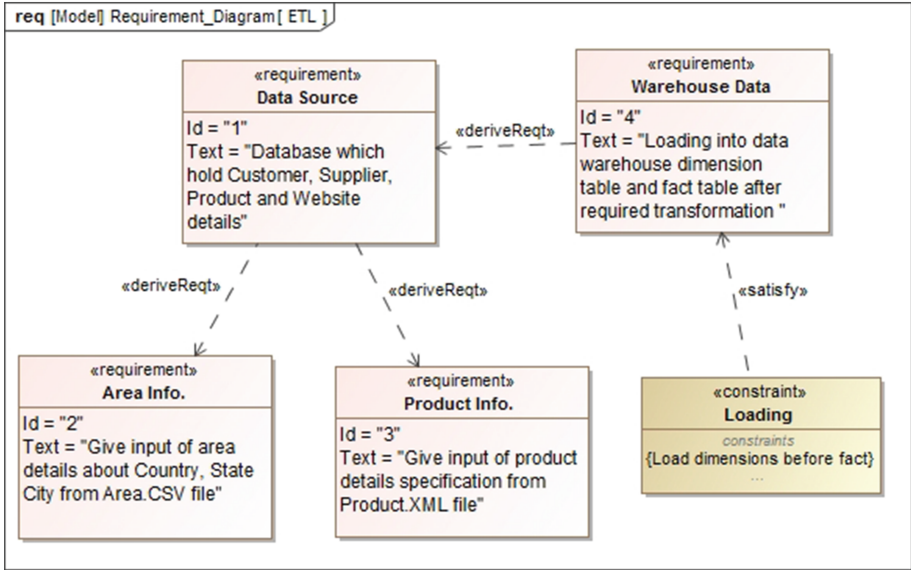 req [Model] Requirement_Diagram[ ETL ]
«requirement»
Data Source
Id = "1"
Text = "Database which
hold Customer, Supplier,
Product and Website
details"
«deriveReqt»
«requirement»
Warehouse Data
Id = "4"
Text = "Loading into data
warehouse dimension
table and fact table after
required transformation "
«deriveReqt»
«deriveReqt»
«satisfy»
«requirement»
Area Info.
Id = "2"
Text = "Give input of area
details about Country, State
City from Area.CSV file"
«requirement»
Product Info.
Id = "3"
Text = "Give input of product
details specification from
Product.XML file"
«constraint»
Loading
constraints
{Load dimensions before fact}
...